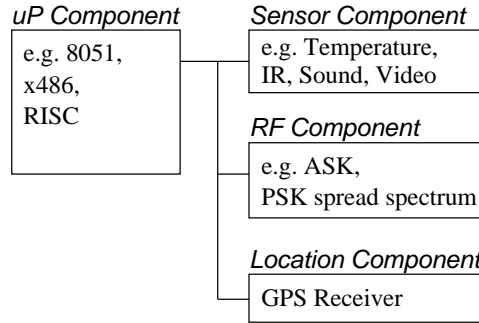 uP Component
e.g. 8051,
x486,
RISC
Sensor Component
e.g. Temperature,
IR, Sound, Video
RF Component
e.g. ASK,
PSK spread spectrum
Location Component
GPS Receiver